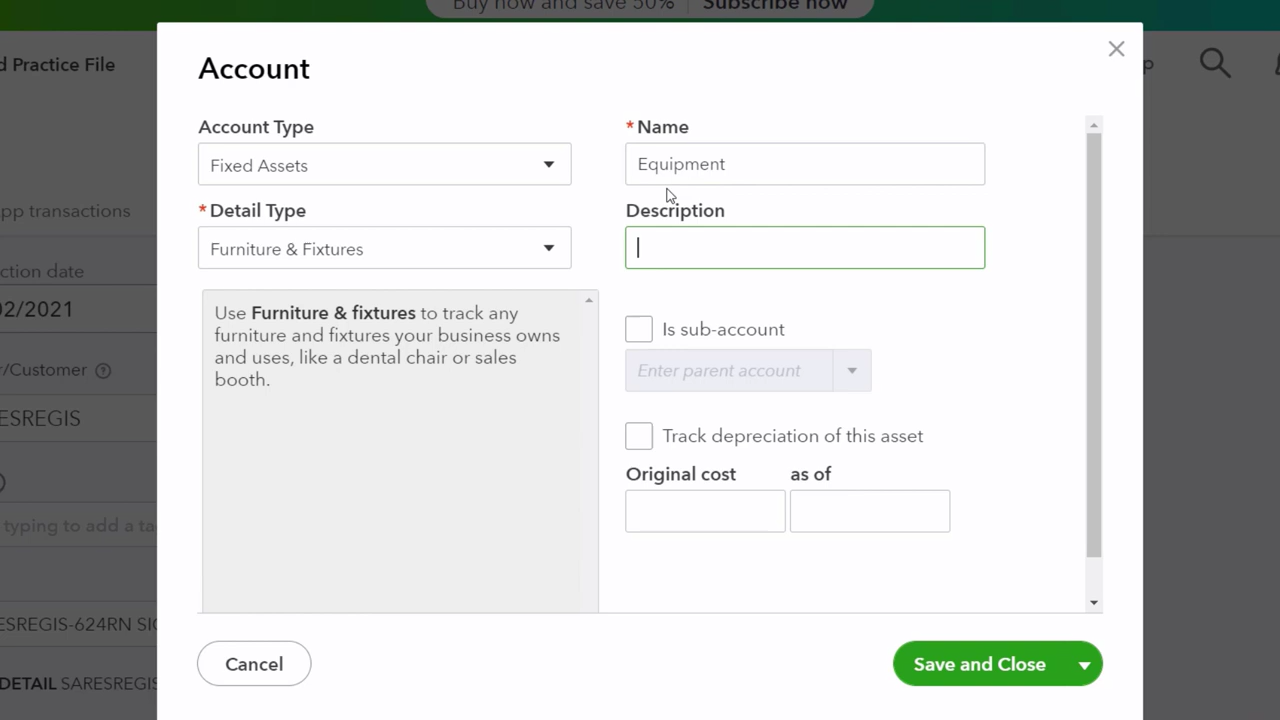 Buy now and save 50% Subscribe now
d Practice File
Account
Account Type
Fixed Assets
* Detail Type
Furniture & Fixtures
Use Furniture & fixtures to track any
furniture and fixtures your business owns
and uses, like a dental chair or sales
booth.
* Name
Equipment
Description
Is sub-account
Enter parent account
Track depreciation of this asset
Original cost
as of
Cancel
Save and Close
pp transactions
ction date
02/2021
r/Customer
ESREGIS
typing to add a ta
ESREGIS-624RN SI
DETAIL SARESREGIS
p